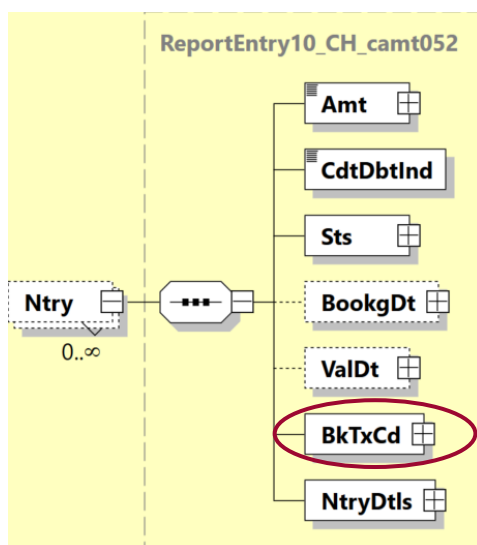 ReportEntry10_CH_camt052
Amt
CdtDbtInd
Sts
Ntry
BookgDt
0..∞
ValDt
BkTxCd
NtryDtls